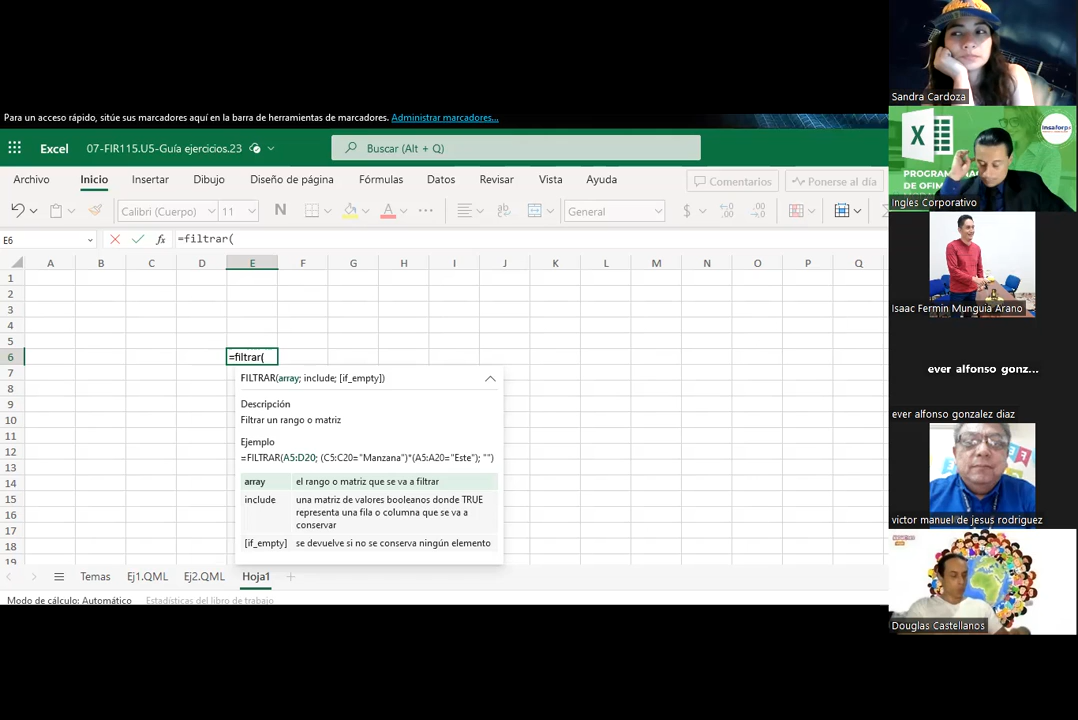 Para un acceso rápido, sitúe sus marcadores aquí en la barra de herramientas de marcadores. Administrar marcadores...
Excel 07-FIR115.U5-Guía ejercicios.23 Buscar (Alt + Q)
Archivo Inicio Insertar Dibujo Diseño de página Fórmulas Datos Revisar Vista Ayuda Comentarios Ponerse al día
Calibri (Cuerpo) 11 N A General $
E6 fx =filtrar(
A B C D E F G H I J K L M N O P Q
1
2
3
4
5
6 =filtrar(
7
8
9
10
11
12
13
14
15
16
17
18
19
FILTRAR(array; include; [if_empty])
Descripción
Filtrar un rango o matriz
Ejemplo
=FILTRAR(A5:D20; (C5:C20="Manzana")*(A5:A20="Este"); "")
array el rango o matriz que se va a filtrar
include una matriz de valores booleanos donde TRUE
representa una fila o columna que se va a
conservar
[if_empty] se devuelve si no se conserva ningún elemento
Temas Ej1.QML Ej2.QML Hoja1
Modo de cálculo: Automático Estadísticas del libro de trabajo
Sandra Cardoza
X
insaforp
PROGRAMA
DE OFIM
Ingles Corporativo
Isaac Fermin Munguia Arano
ever alfonso gonz...
ever alfonso gonzalez diaz
victor manuel de jesus rodriguez
Douglas Castellanos